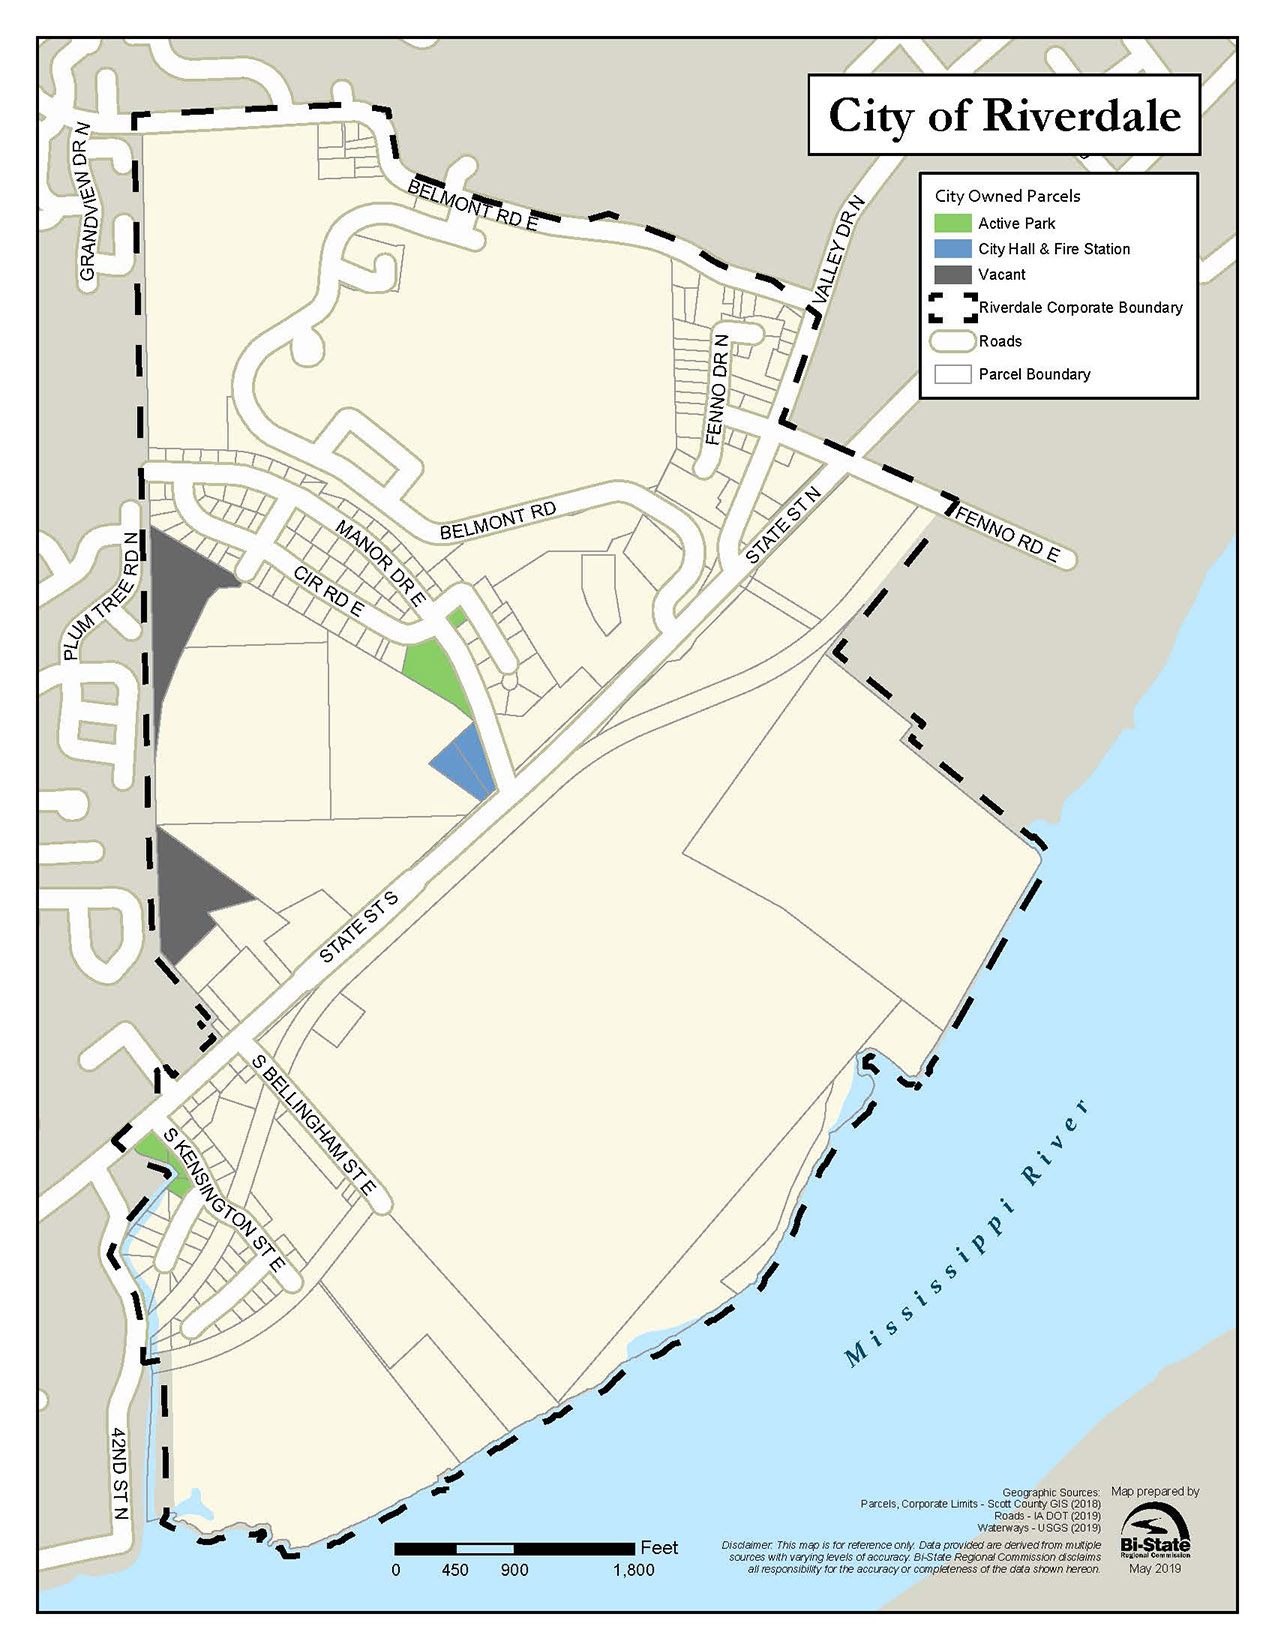 City of Riverdale
City Owned Parcels
Active Park
City Hall & Fire Station
Vacant
Riverdale Corporate Boundary
Roads
Parcel Boundary
GRANDVIEW DR N
BELMONT RD E
VALLEY DR N
FENNO DR N
STATE ST N
FENNO RD E
BELMONT RD
MANOR DR E
CIR RD E
PLUM TREE RD N
STATE ST S
S BELLINGHAM ST E
S KENSINGTON ST E
42ND ST N
Mississippi River
Feet
0 450 900 1,800
Geographic Sources:
Parcels, Corporate Limits - Scott County GIS (2018)
Roads - IA DOT (2019)
Waterways - USGS (2019)
Disclaimer: This map is for reference only. Data provided are derived from multiple
sources with varying levels of accuracy. Bi-State Regional Commission disclaims
all responsibility for the accuracy or completeness of the data shown hereon.
Map prepared by
Bi-State
Regional Commission
May 2019